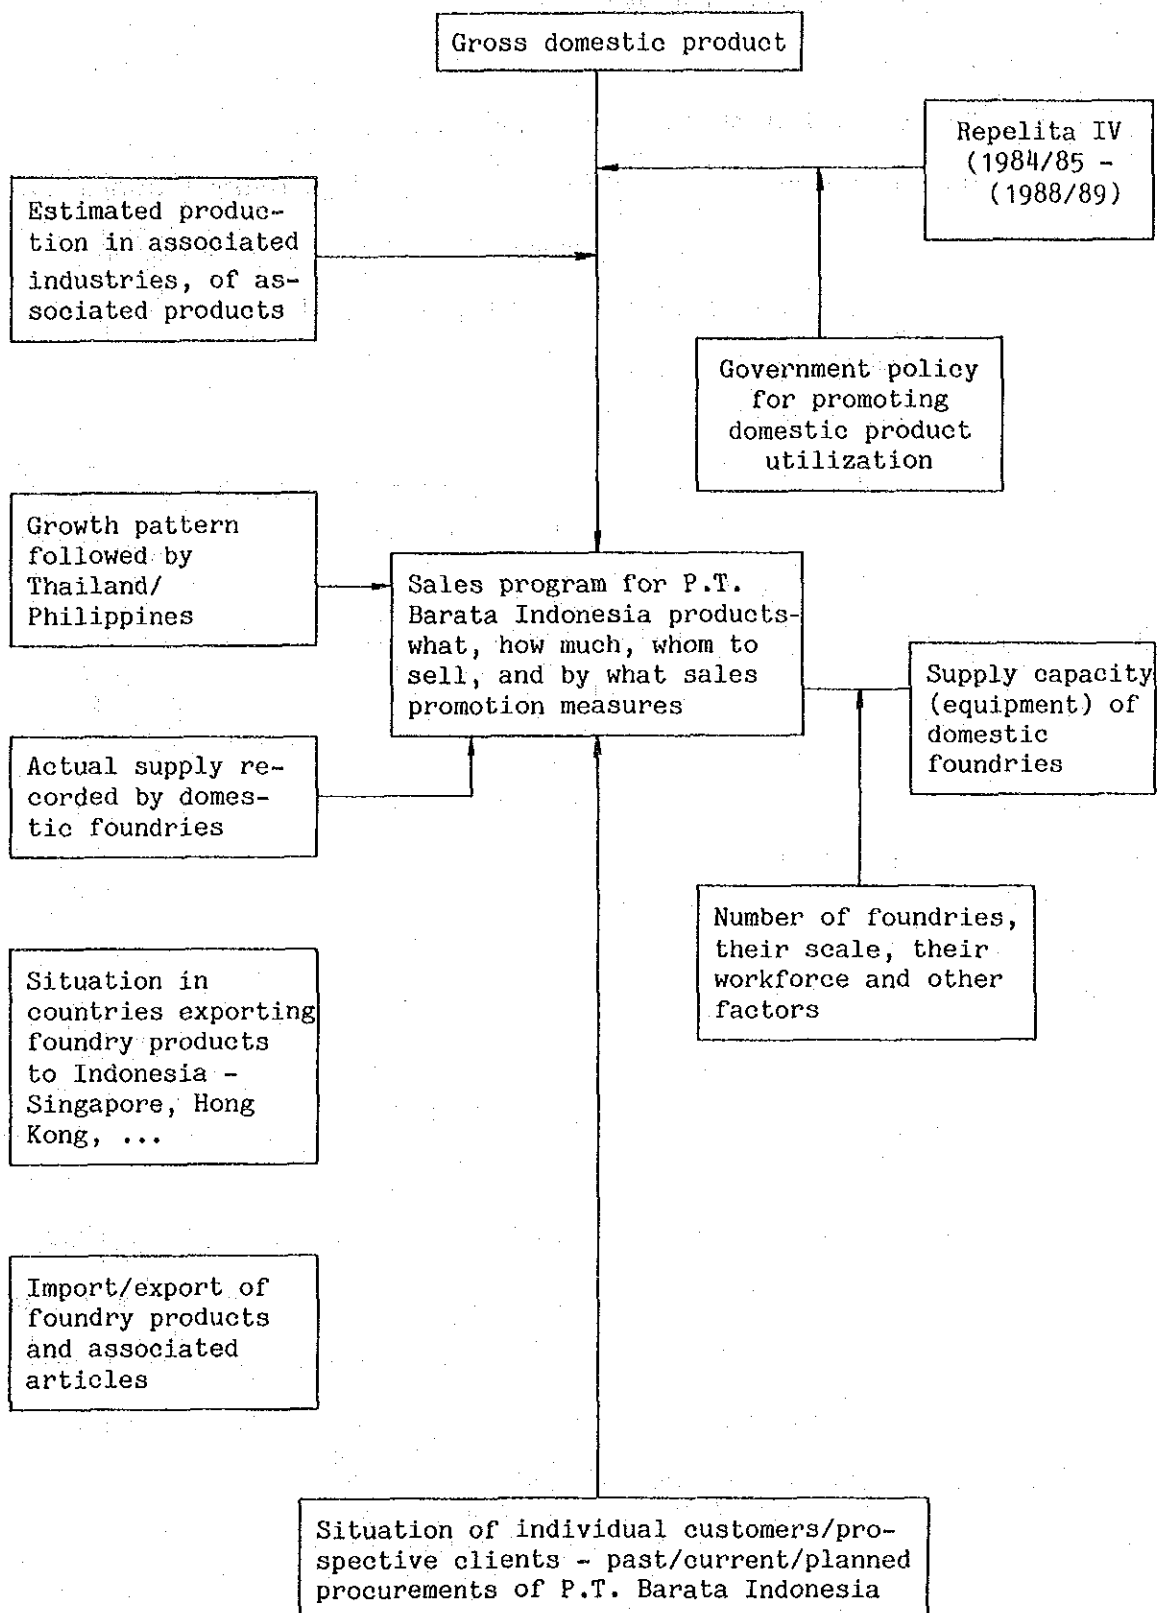 Gross domestic product
Repelita IV
(1984/85 -
(1988/89)
Estimated produc-
tion in associated
industries, of as-
sociated products
Government policy
for promoting
domestic product
utilization
Growth pattern
followed by
Thailand/
Philippines
Sales program for P.T.
Barata Indonesia products-
what, how much, whom to
sell, and by what sales
promotion measures
Supply capacity
(equipment) of
domestic
foundries
Actual supply re-
corded by domes-
tic foundries
Number of foundries,
their scale, their
workforce and other
factors
Situation in
countries exporting
foundry products
to Indonesia -
Singapore, Hong
Kong, ...
Import/export of
foundry products
and associated
articles
Situation of individual customers/pro-
spective clients - past/current/planned
procurements of P.T. Barata Indonesia